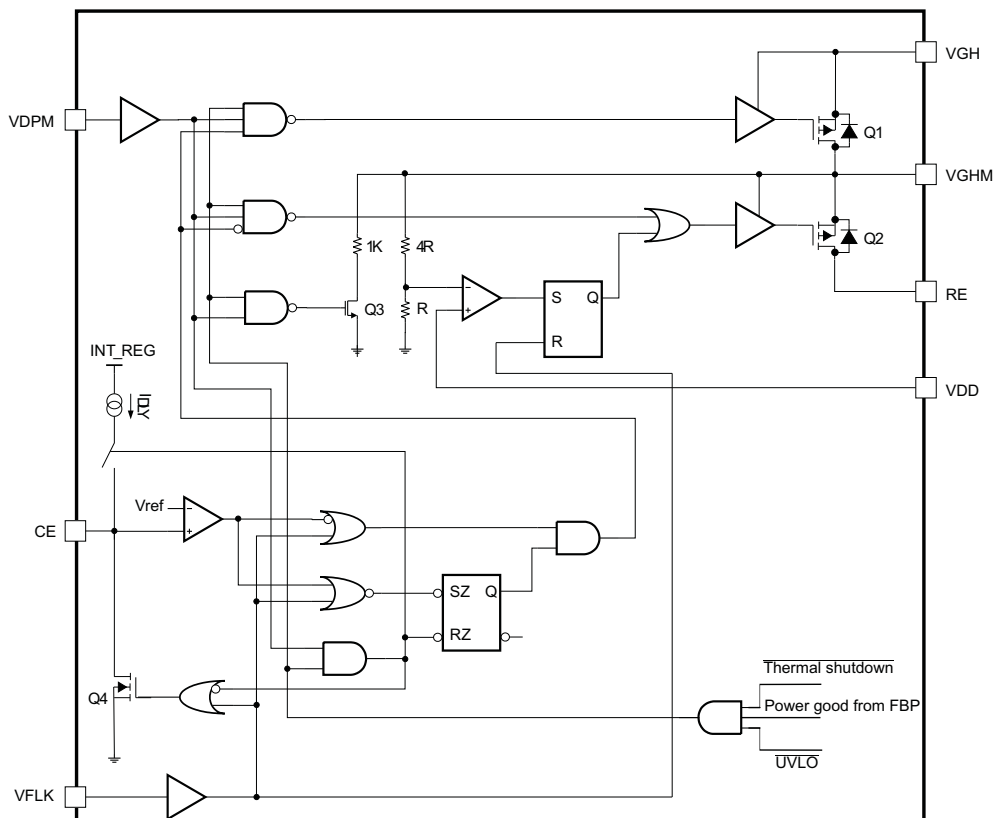 VGH
VDPM
Q1
VGHM
1K
4R
Q2
Q3
R
S
Q
R
RE
INT_REG
IDLY
VDD
Vref
CE
SZ
Q
RZ
Thermal shutdown
Q4
Power good from FBP
UVLO
VFLK